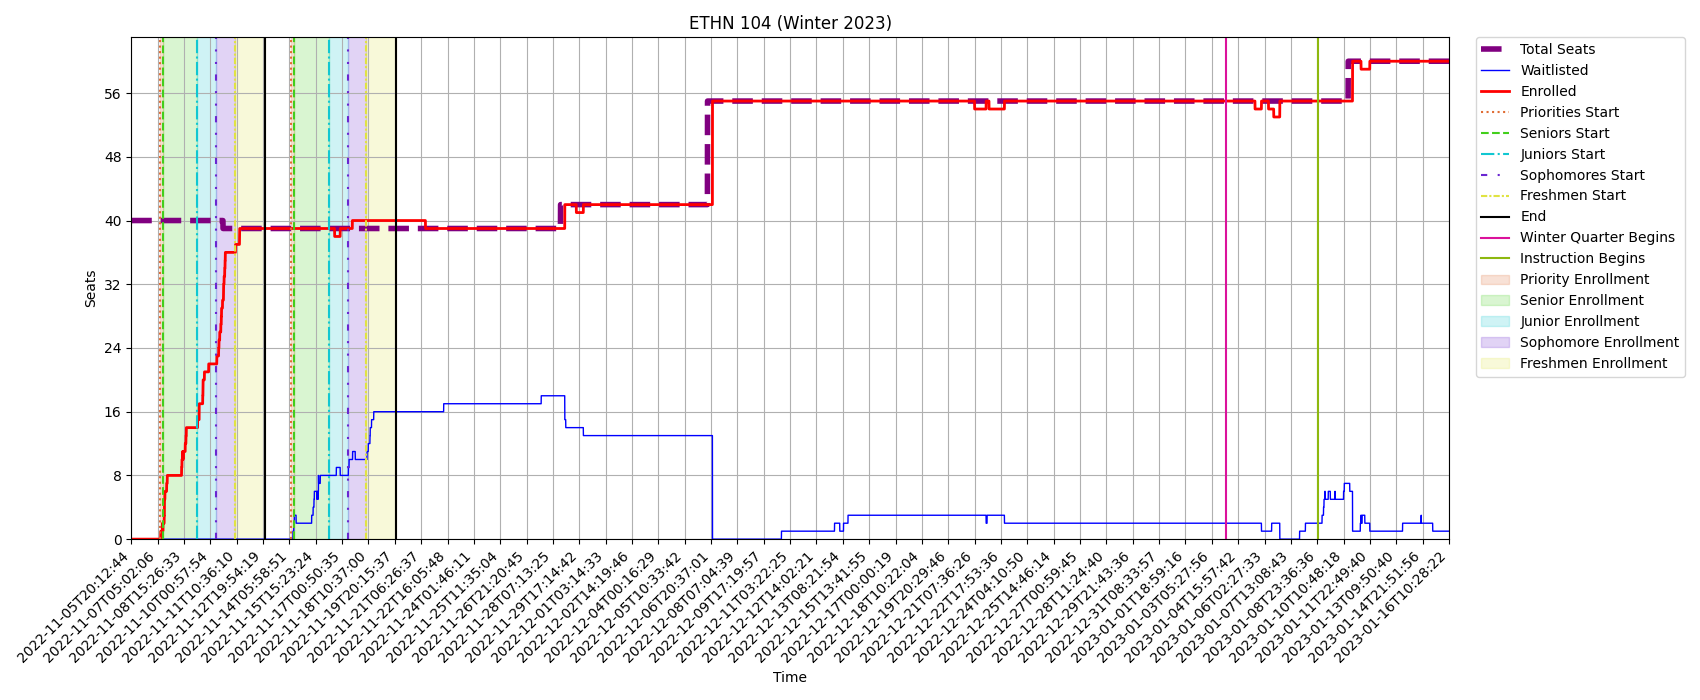 ETHN 104 (Winter 2023)
Seats
56
48
40
32
24
16
8
0
2022-11-05T20:12:44
2022-11-07T05:02:06
2022-11-08T15:26:33
2022-11-10T00:57:54
2022-11-11T10:36:10
2022-11-12T19:54:19
2022-11-14T05:58:51
2022-11-15T15:23:24
2022-11-17T00:50:35
2022-11-18T10:37:00
2022-11-19T20:15:37
2022-11-21T06:26:37
2022-11-22T16:05:48
2022-11-24T01:46:11
2022-11-25T11:35:04
2022-11-26T21:20:45
2022-11-28T07:13:25
2022-11-29T17:14:42
2022-12-01T03:14:33
2022-12-02T14:19:46
2022-12-04T00:16:29
2022-12-05T10:33:42
2022-12-06T20:37:01
2022-12-08T07:04:39
2022-12-09T17:19:57
2022-12-11T03:22:25
2022-12-12T14:02:21
2022-12-13T08:21:54
2022-12-15T13:41:55
2022-12-17T00:00:19
2022-12-18T10:22:04
2022-12-19T20:29:46
2022-12-21T07:36:26
2022-12-22T17:53:36
2022-12-24T04:10:50
2022-12-25T14:46:14
2022-12-27T00:59:45
2022-12-28T11:24:40
2022-12-29T21:43:36
2022-12-31T08:33:57
2023-01-01T18:59:16
2023-01-03T05:27:56
2023-01-04T15:57:42
2023-01-06T02:27:33
2023-01-07T13:08:43
2023-01-08T23:36:36
2023-01-10T10:48:18
2023-01-11T22:49:40
2023-01-13T09:50:40
2023-01-14T21:51:56
2023-01-16T10:28:22
Time
Total Seats
Waitlisted
Enrolled
Priorities Start
Seniors Start
Juniors Start
Sophomores Start
Freshmen Start
End
Winter Quarter Begins
Instruction Begins
Priority Enrollment
Senior Enrollment
Junior Enrollment
Sophomore Enrollment
Freshmen Enrollment